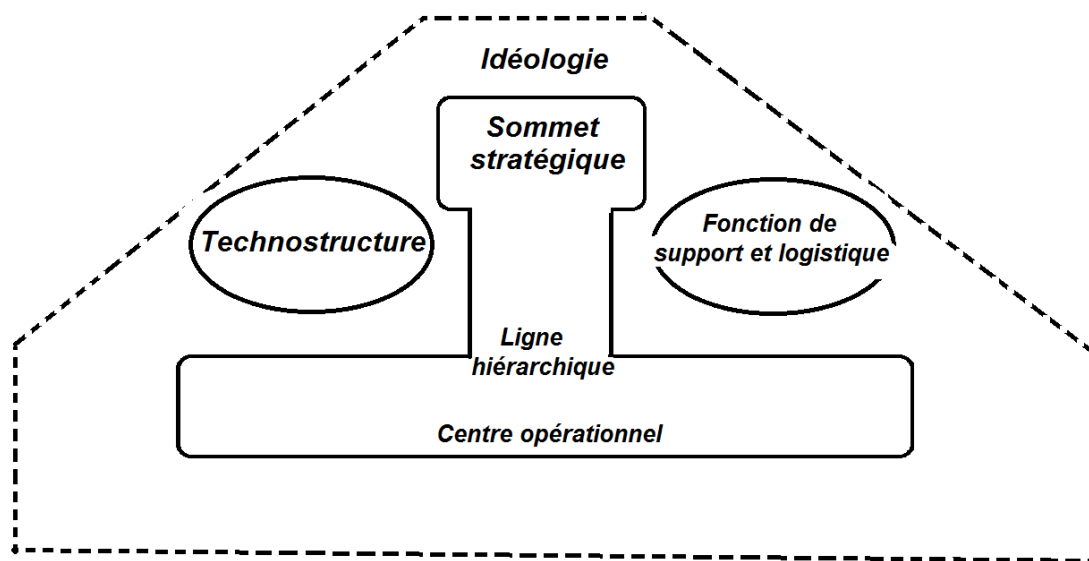 Idéologie
Sommet
stratégique
Technostructure
Fonction de
support et logistique
Ligne
hiérarchique
Centre opérationnel